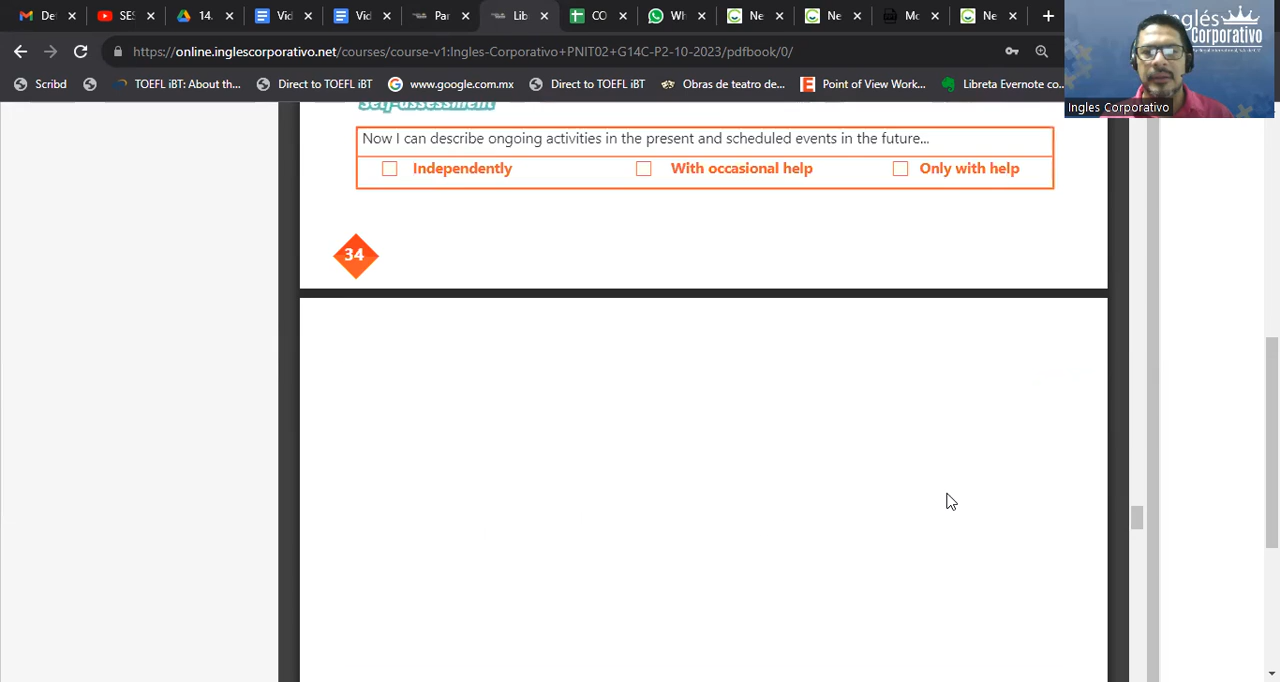 De
SES
14.
Vid
Vid
Par
Lib
CO
Wh
Ne
Ne
Mo
Ne
https://online.inglescorporativo.net/courses/course-v1:Ingles-Corporativo+PNIT02+G14C-P2-10-2023/pdfbook/0/
Scribd
TOEFL iBT: About th...
Direct to TOEFL iBT
www.google.com.mx
Direct to TOEFL iBT
Obras de teatro de...
Point of View Work...
Libreta Evernote co...
Inglés
Corporativo
Ingles Corporativo
Self-assessment
Now I can describe ongoing activities in the present and scheduled events in the future...
Independently
With occasional help
Only with help
34